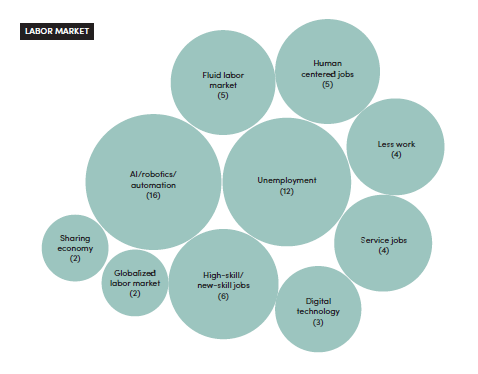 LABOR MARKET
Human
centered jobs
(5)
Fluid labor
market
(5)
Less work
(4)
AI/robotics/
automation
(16)
Unemployment
(12)
Sharing
economy
(2)
Service jobs
(4)
Globalized
labor market
(2)
High-skill/
new-skill jobs
(6)
Digital
technology
(3)